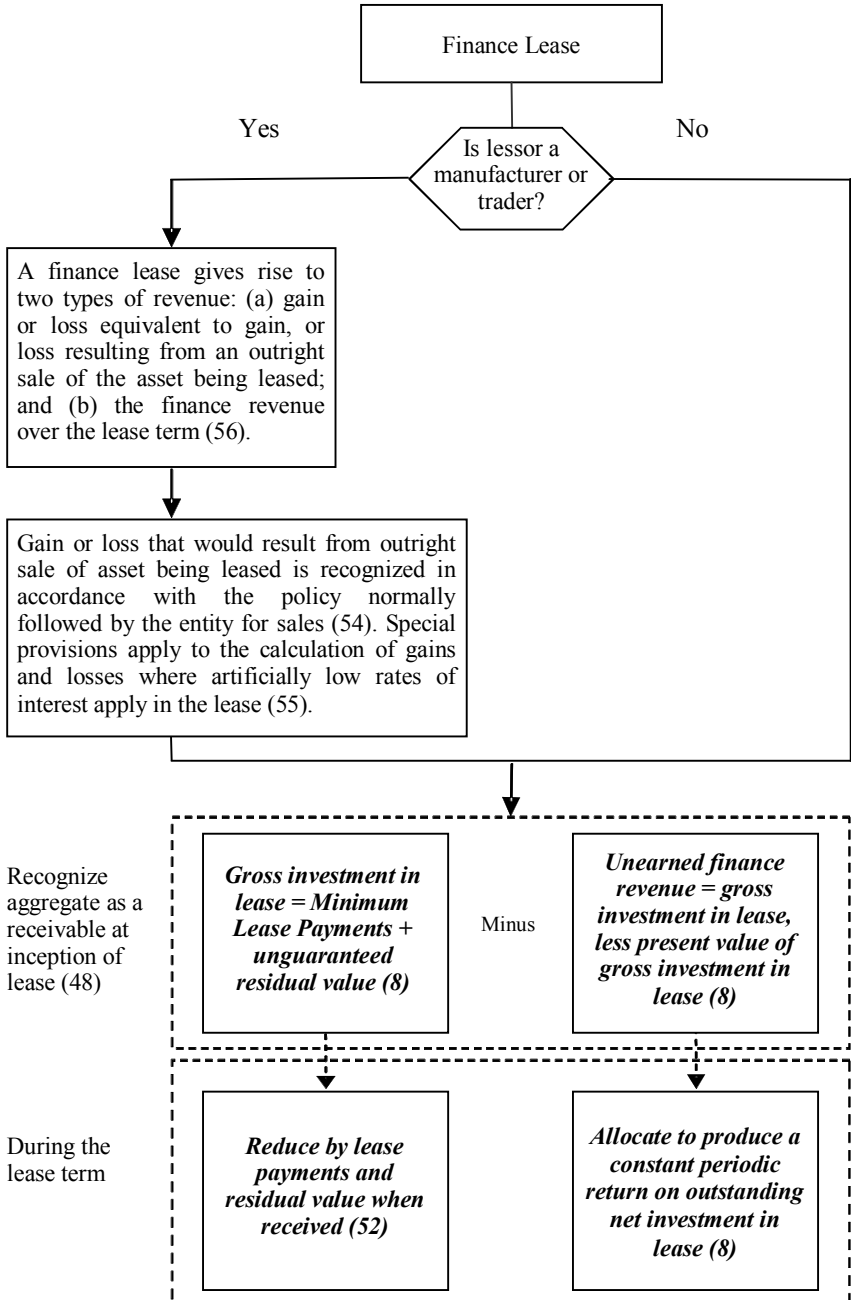 Finance Lease
Yes
No
Is lessor a
manufacturer or
trader?
A finance lease gives rise to
two types of revenue: (a) gain
or loss equivalent to gain, or
loss resulting from an outright
sale of the asset being leased;
and (b) the finance revenue
over the lease term (56).
Gain or loss that would result from outright
sale of asset being leased is recognized in
accordance with the policy normally
followed by the entity for sales (54). Special
provisions apply to the calculation of gains
and losses where artificially low rates of
interest apply in the lease (55).
Recognize
aggregate as a
receivable at
inception of
lease (48)
Gross investment in
lease = Minimum
Lease Payments +
unguaranteed
residual value (8)
Minus
Unearned finance
revenue = gross
investment in lease,
less present value of
gross investment in
lease (8)
During the
lease term
Reduce by lease
payments and
residual value when
received (52)
Allocate to produce a
constant periodic
return on outstanding
net investment in
lease (8)